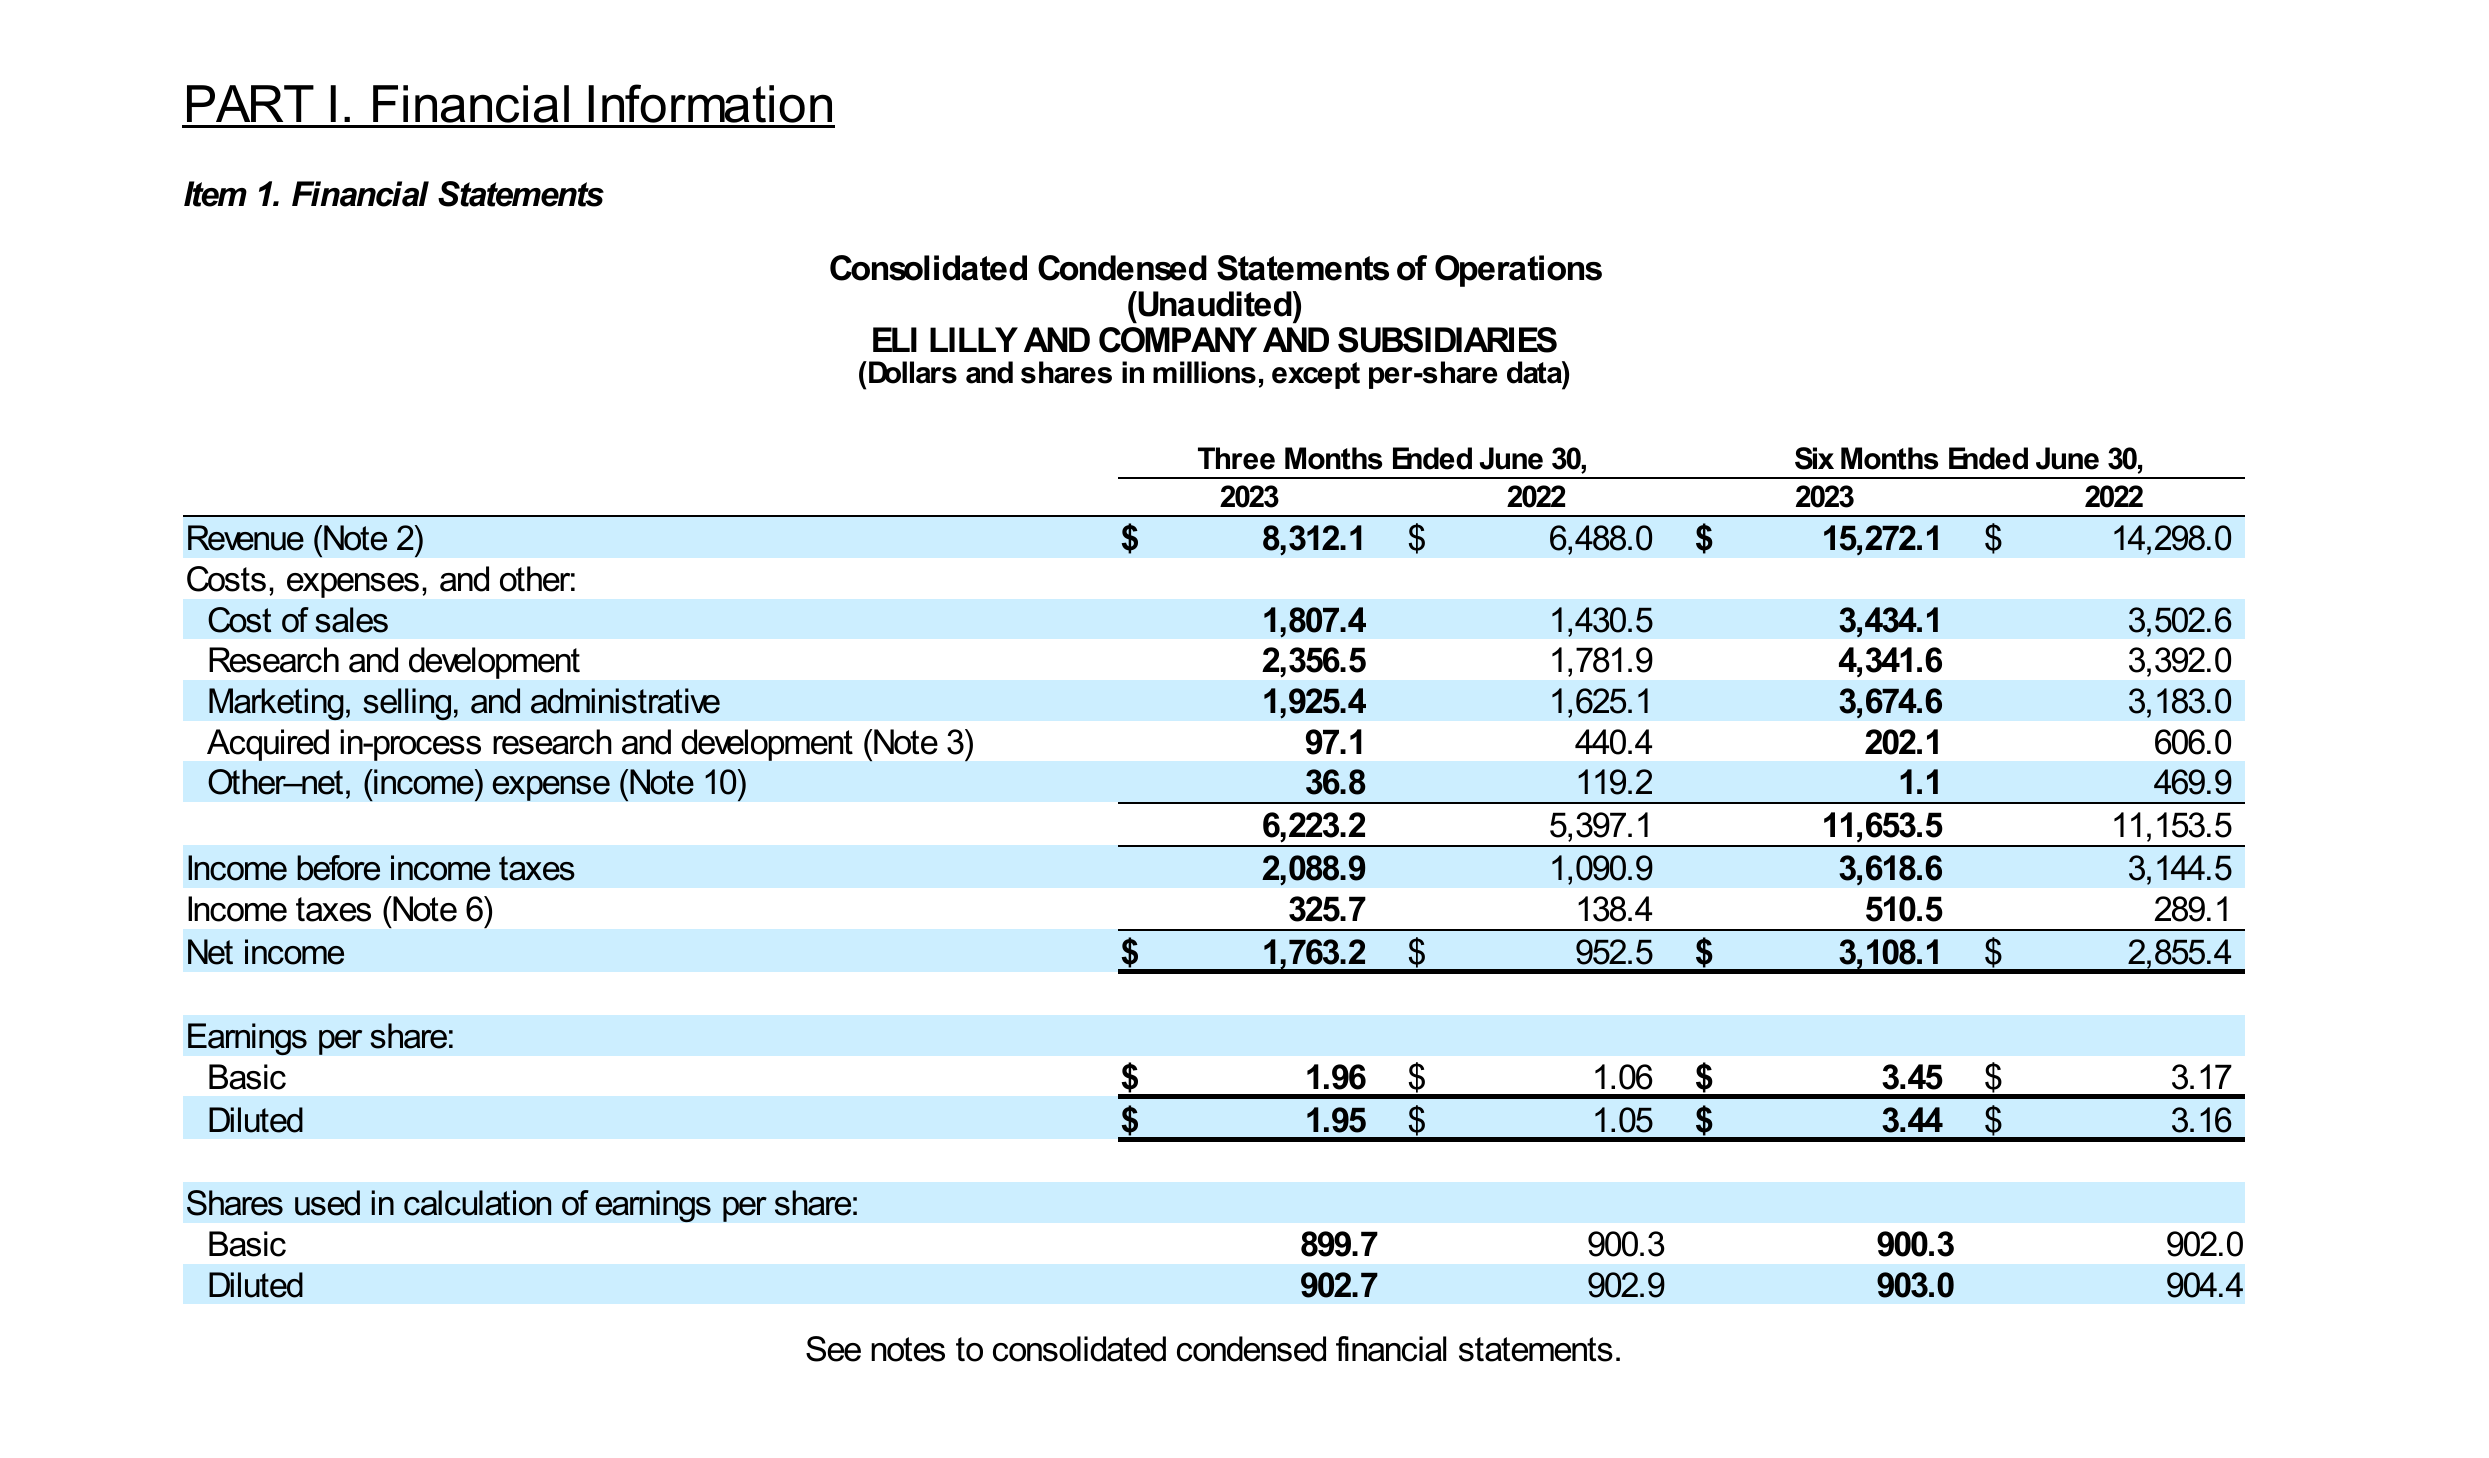 PART I. Financial Information
Item 1. Financial Statements
Consolidated Condensed Statements of Operations
(Unaudited)
ELI LILLY AND COMPANY AND SUBSIDIARIES
(Dollars and shares in millions, except per-share data)
Three Months Ended June 30, Six Months Ended June 30,
2023 2022 2023 2022
Revenue (Note 2) $ 8,312.1 $ 6,488.0 $ 15,272.1 $ 14,298.0
Costs, expenses, and other:
Cost of sales 1,807.4 1,430.5 3,434.1 3,502.6
Research and development 2,356.5 1,781.9 4,341.6 3,392.0
Marketing, selling, and administrative 1,925.4 1,625.1 3,674.6 3,183.0
Acquired in-process research and development (Note 3) 97.1 440.4 202.1 606.0
Other–net, (income) expense (Note 10) 36.8 119.2 1.1 469.9
6,223.2 5,397.1 11,653.5 11,153.5
Income before income taxes 2,088.9 1,090.9 3,618.6 3,144.5
Income taxes (Note 6) 325.7 138.4 510.5 289.1
Net income $ 1,763.2 $ 952.5 $ 3,108.1 $ 2,855.4
Earnings per share:
Basic $ 1.96 $ 1.06 $ 3.45 $ 3.17
Diluted $ 1.95 $ 1.05 $ 3.44 $ 3.16
Shares used in calculation of earnings per share:
Basic 899.7 900.3 900.3 902.0
Diluted 902.7 902.9 903.0 904.4
See notes to consolidated condensed financial statements.